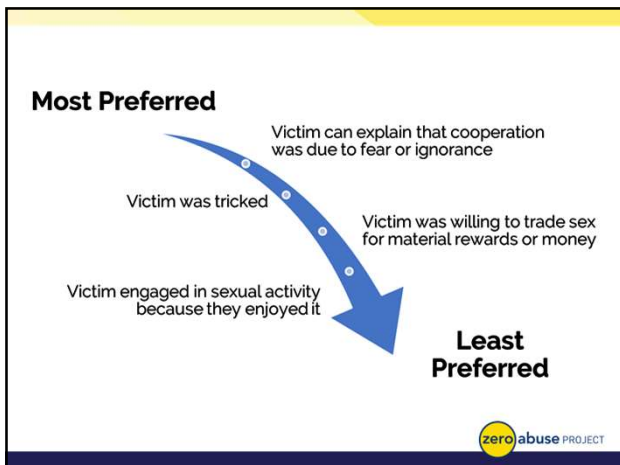 Most Preferred
Victim can explain that cooperation
was due to fear or ignorance
Victim was tricked
Victim was willing to trade sex
for material rewards or money
Victim engaged in sexual activity
because they enjoyed it
Least
Preferred
zero abuse PROJECT